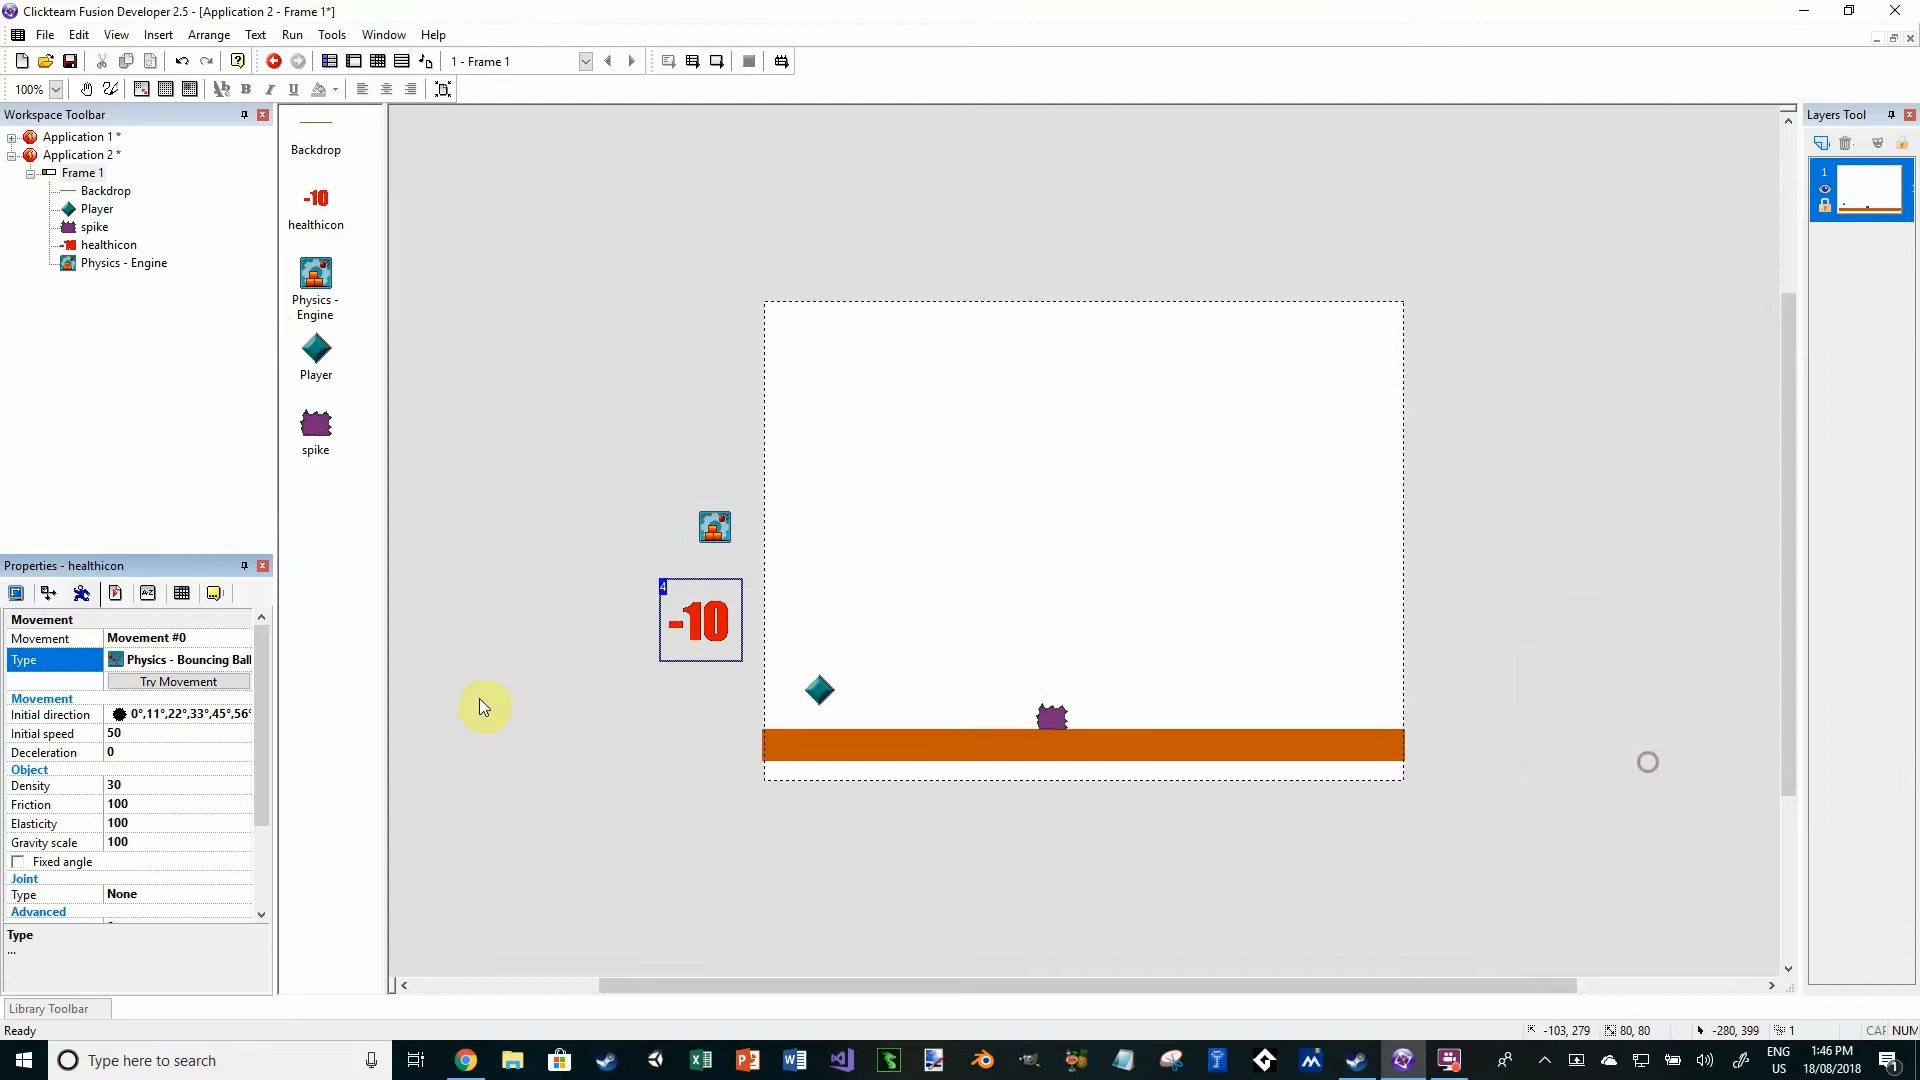 Clickteam Fusion Developer 2.5 - [Application 2 - Frame 1*]
File Edit View Insert Arrange Text Run Tools Window Help
1 - Frame 1
100%
Workspace Toolbar
Application 1 *
Application 2 *
Frame 1
Backdrop
Player
spike
healthicon
Physics - Engine
Backdrop
-10
healthicon
Physics -
Engine
Player
spike
4
-10
Layers Tool
1
Properties - healthicon
Movement
Movement Movement #0
Type Physics - Bouncing Ball
Try Movement
Movement
Initial direction 0°,11°,22°,33°,45°,56°
Initial speed 50
Deceleration 0
Object
Density 30
Friction 100
Elasticity 100
Gravity scale 100
Fixed angle
Joint
Type None
Advanced
Type
...
Library Toolbar
Ready
-103, 279 80, 80 -280, 399 1 CAP NUM
Type here to search
ENG
US
1:46 PM
18/08/2018
1